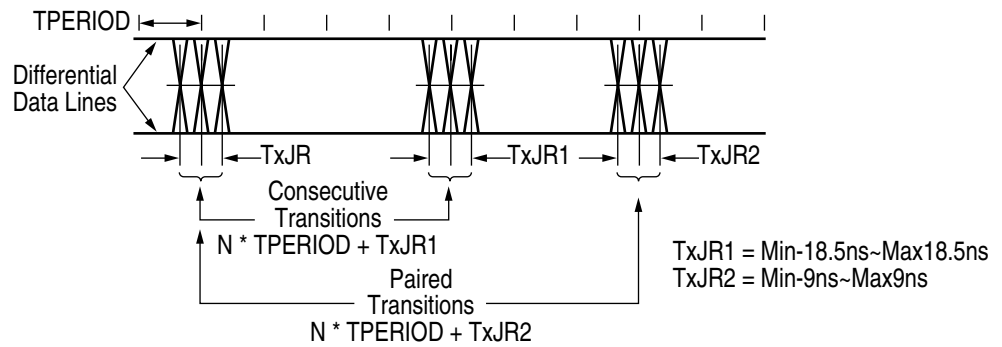 TPERIOD
Differential
Data Lines
TxJR
TxJR1
TxJR2
Consecutive
Transitions
N * TPERIOD + TxJR1
Paired
Transitions
N * TPERIOD + TxJR2
TxJR1 = Min-18.5ns~Max18.5ns
TxJR2 = Min-9ns~Max9ns